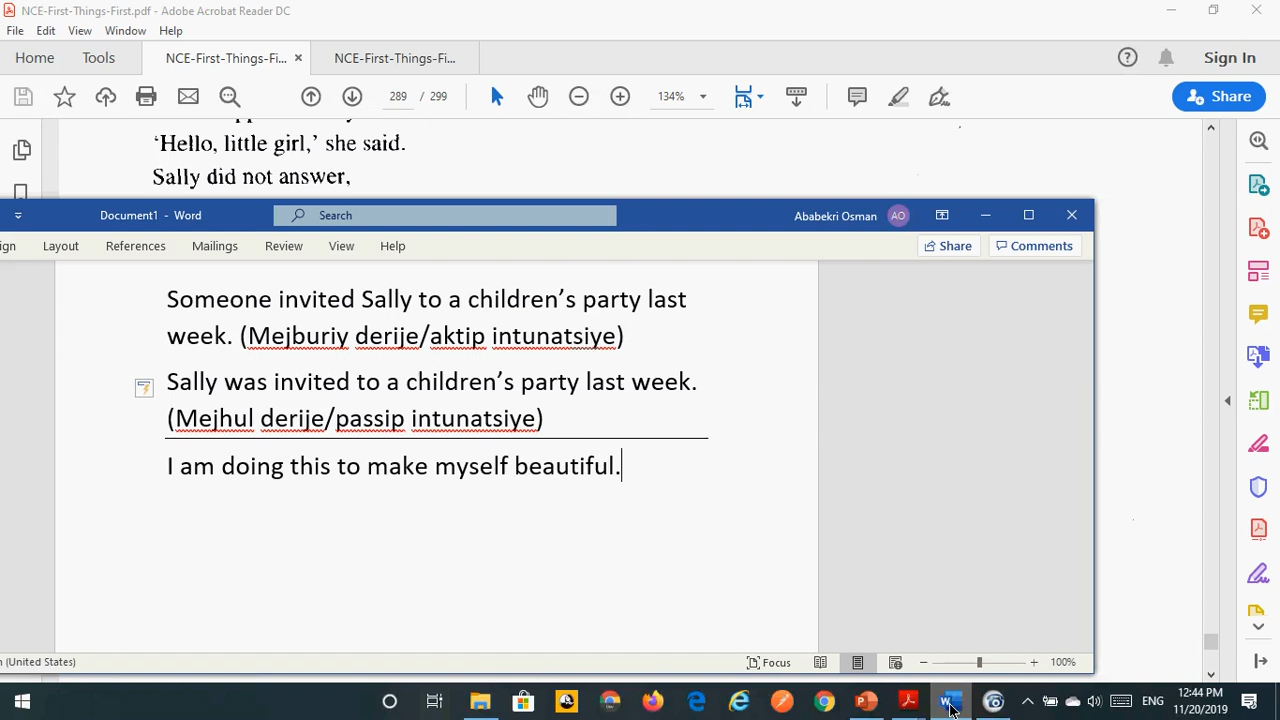 NCE-First-Things-First.pdf - Adobe Acrobat Reader DC
File Edit View Window Help
Home Tools NCE-First-Things-Fi... NCE-First-Things-Fi... Sign In
289 / 299 134% Share
'Hello, little girl,' she said.
Sally did not answer,
Document1 - Word Search Ababekri Osman AO
ign Layout References Mailings Review View Help Share Comments
Someone invited Sally to a children's party last
week. (Mejburiy derije/aktip intunatsiye)
Sally was invited to a children's party last week.
(Mejhul derije/passip intunatsiye)
I am doing this to make myself beautiful.
(United States) Focus 100%
ENG 12:44 PM
11/20/2019